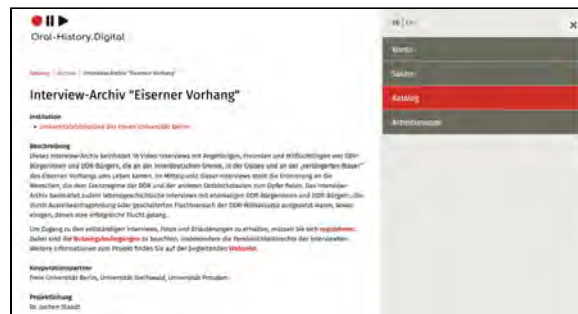 Oral-History.Digital
DE | EN
×
Konto
Suche
Katalog
Arbeitsmappe
Katalog | Archive | Interview-Archiv "Eiserner Vorhang"
Interview-Archiv "Eiserner Vorhang"
Institution
Universitätsbibliothek der Freien Universität Berlin
Beschreibung
Dieses Interview-Archiv beinhaltet 18 Video-Interviews mit Angehörigen, Freunden und Mitflüchtlingen von DDR-
Bürgerinnen und DDR-Bürgern, die an der innerdeutschen Grenze, in der Ostsee und an der „verlängerten Mauer"
des Eisernen Vorhangs ums Leben kamen. Im Mittelpunkt dieser Interviews steht die Erinnerung an die
Menschen, die dem Grenzregime der DDR und der anderen Ostblockstaaten zum Opfer fielen. Das Interview-
Archiv beinhaltet zudem lebensgeschichtliche Interviews mit ehemaligen DDR-Bürgerinnen und DDR-Bürgern, die
durch Ausreiseantragstellung oder gescheiterten Fluchtversuch der DDR-Willkürjustiz ausgesetzt waren, sowie
einigen, denen eine erfolgreiche Flucht gelang.
Um Zugang zu den vollständigen Interviews, Fotos und Erläuterungen zu erhalten, müssen Sie sich registrieren.
Dabei sind die Nutzungsbedingungen zu beachten, insbesondere die Persönlichkeitsrechte der Interviewten.
Weitere Informationen zum Projekt finden Sie auf der begleitenden Webseite.
Kooperationspartner
Freie Universität Berlin, Universität Greifswald, Universität Potsdam
Projektleitung
Dr. Jochen Staadt